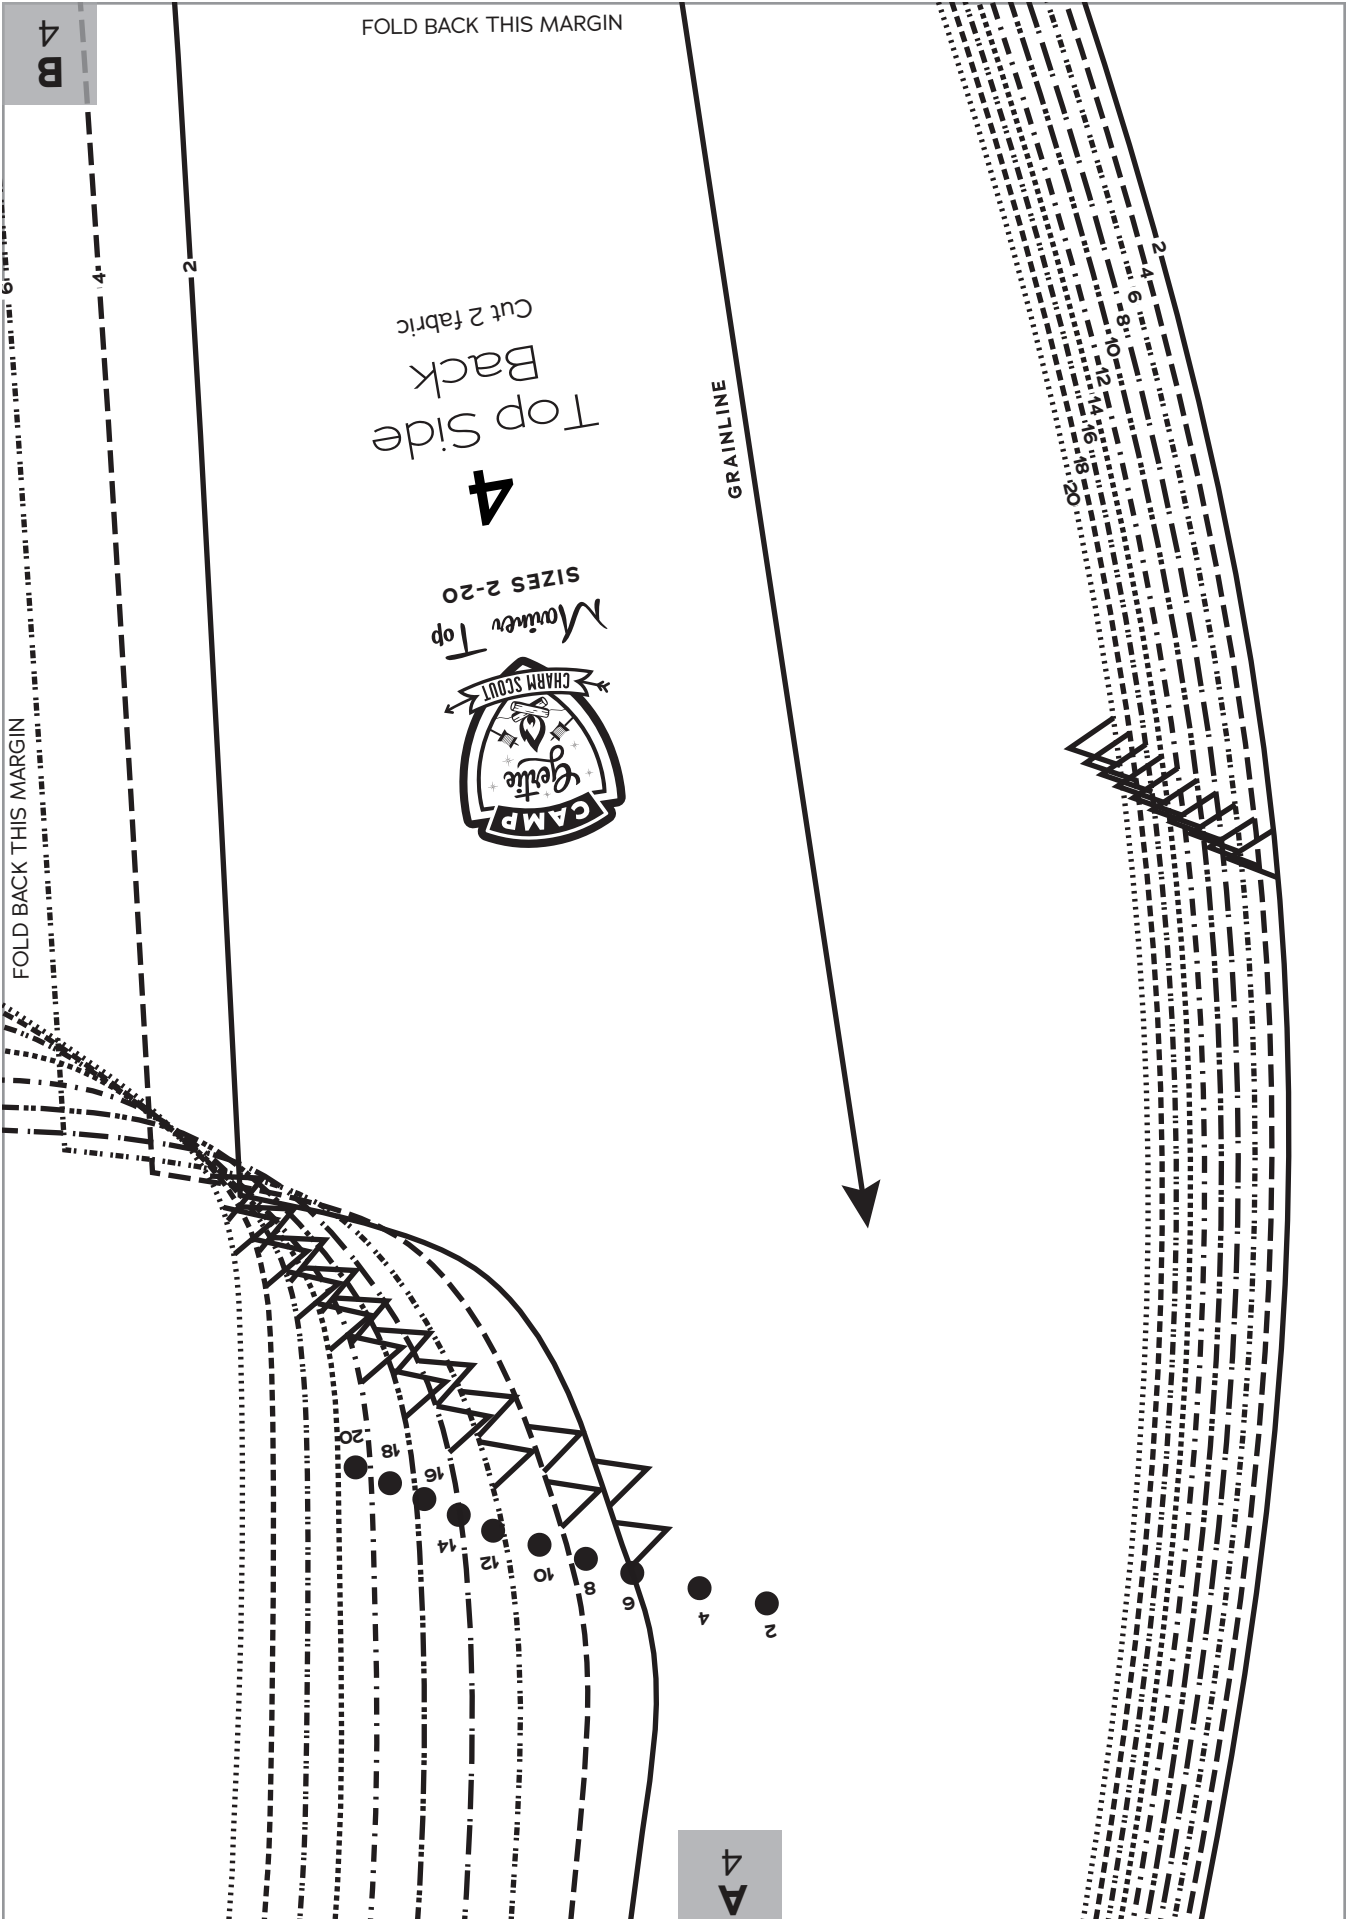 FOLD BACK THIS MARGIN
B
4
6
4
2
GRAINLINE
2
4
6
8
10
12
14
16
18
20
CAMP
Gertie
CHARM SCOUT
Mariner Top
SIZES 2-20
4
Top Side
Back
Cut 2 fabric
FOLD BACK THIS MARGIN
20
18
16
14
12
10
8
6
4
2
A
4